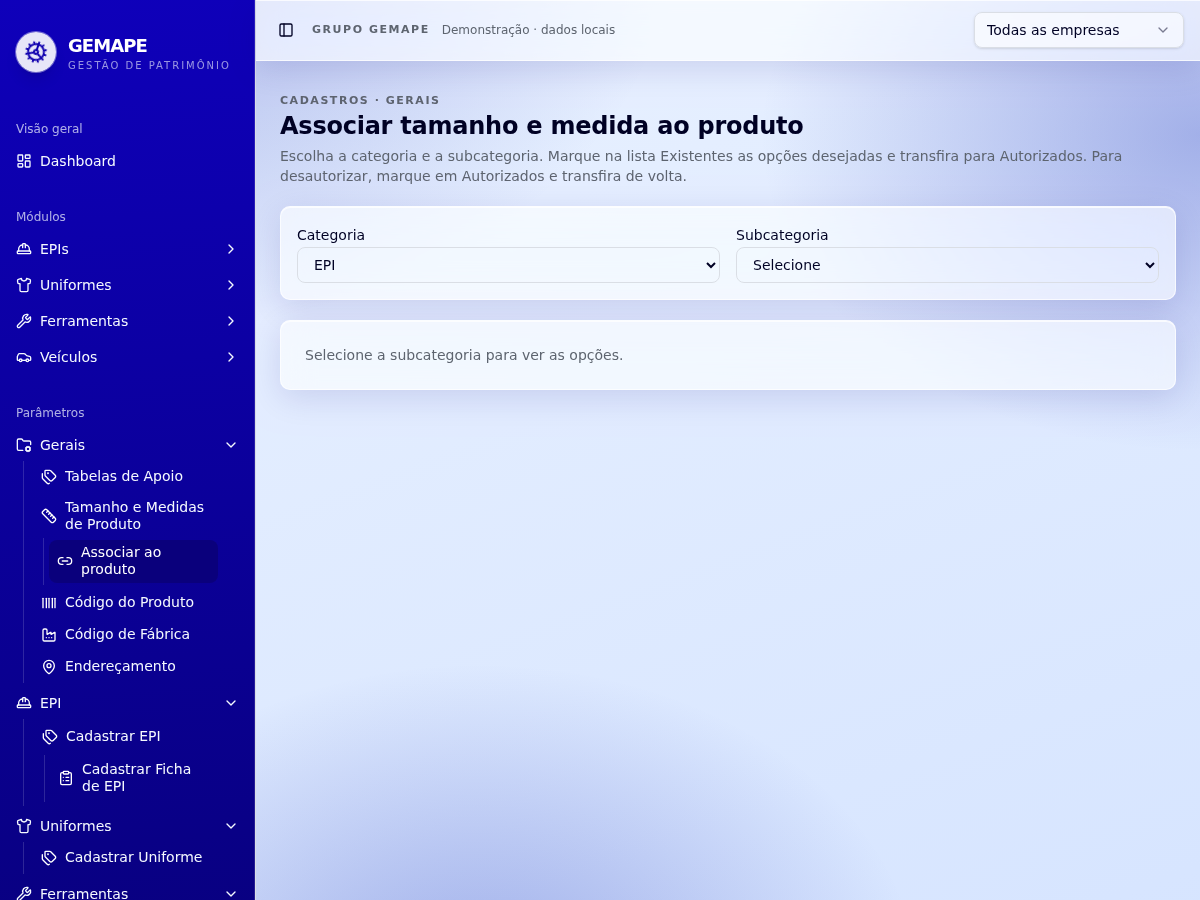 GEMAPE
GESTÃO DE PATRIMÔNIO
Visão geral
Dashboard
Módulos
EPIs
Uniformes
Ferramentas
Veículos
Parâmetros
Gerais
Tabelas de Apoio
Tamanho e Medidas
de Produto
Associar ao
produto
Código do Produto
Código de Fábrica
Endereçamento
EPI
Cadastrar EPI
Cadastrar Ficha
de EPI
Uniformes
Cadastrar Uniforme
Ferramentas
GRUPO GEMAPE
Demonstração · dados locais
Todas as empresas
CADASTROS · GERAIS
Associar tamanho e medida ao produto
Escolha a categoria e a subcategoria. Marque na lista Existentes as opções desejadas e transfira para Autorizados. Para
desautorizar, marque em Autorizados e transfira de volta.
Categoria
EPI
Subcategoria
Selecione
Selecione a subcategoria para ver as opções.